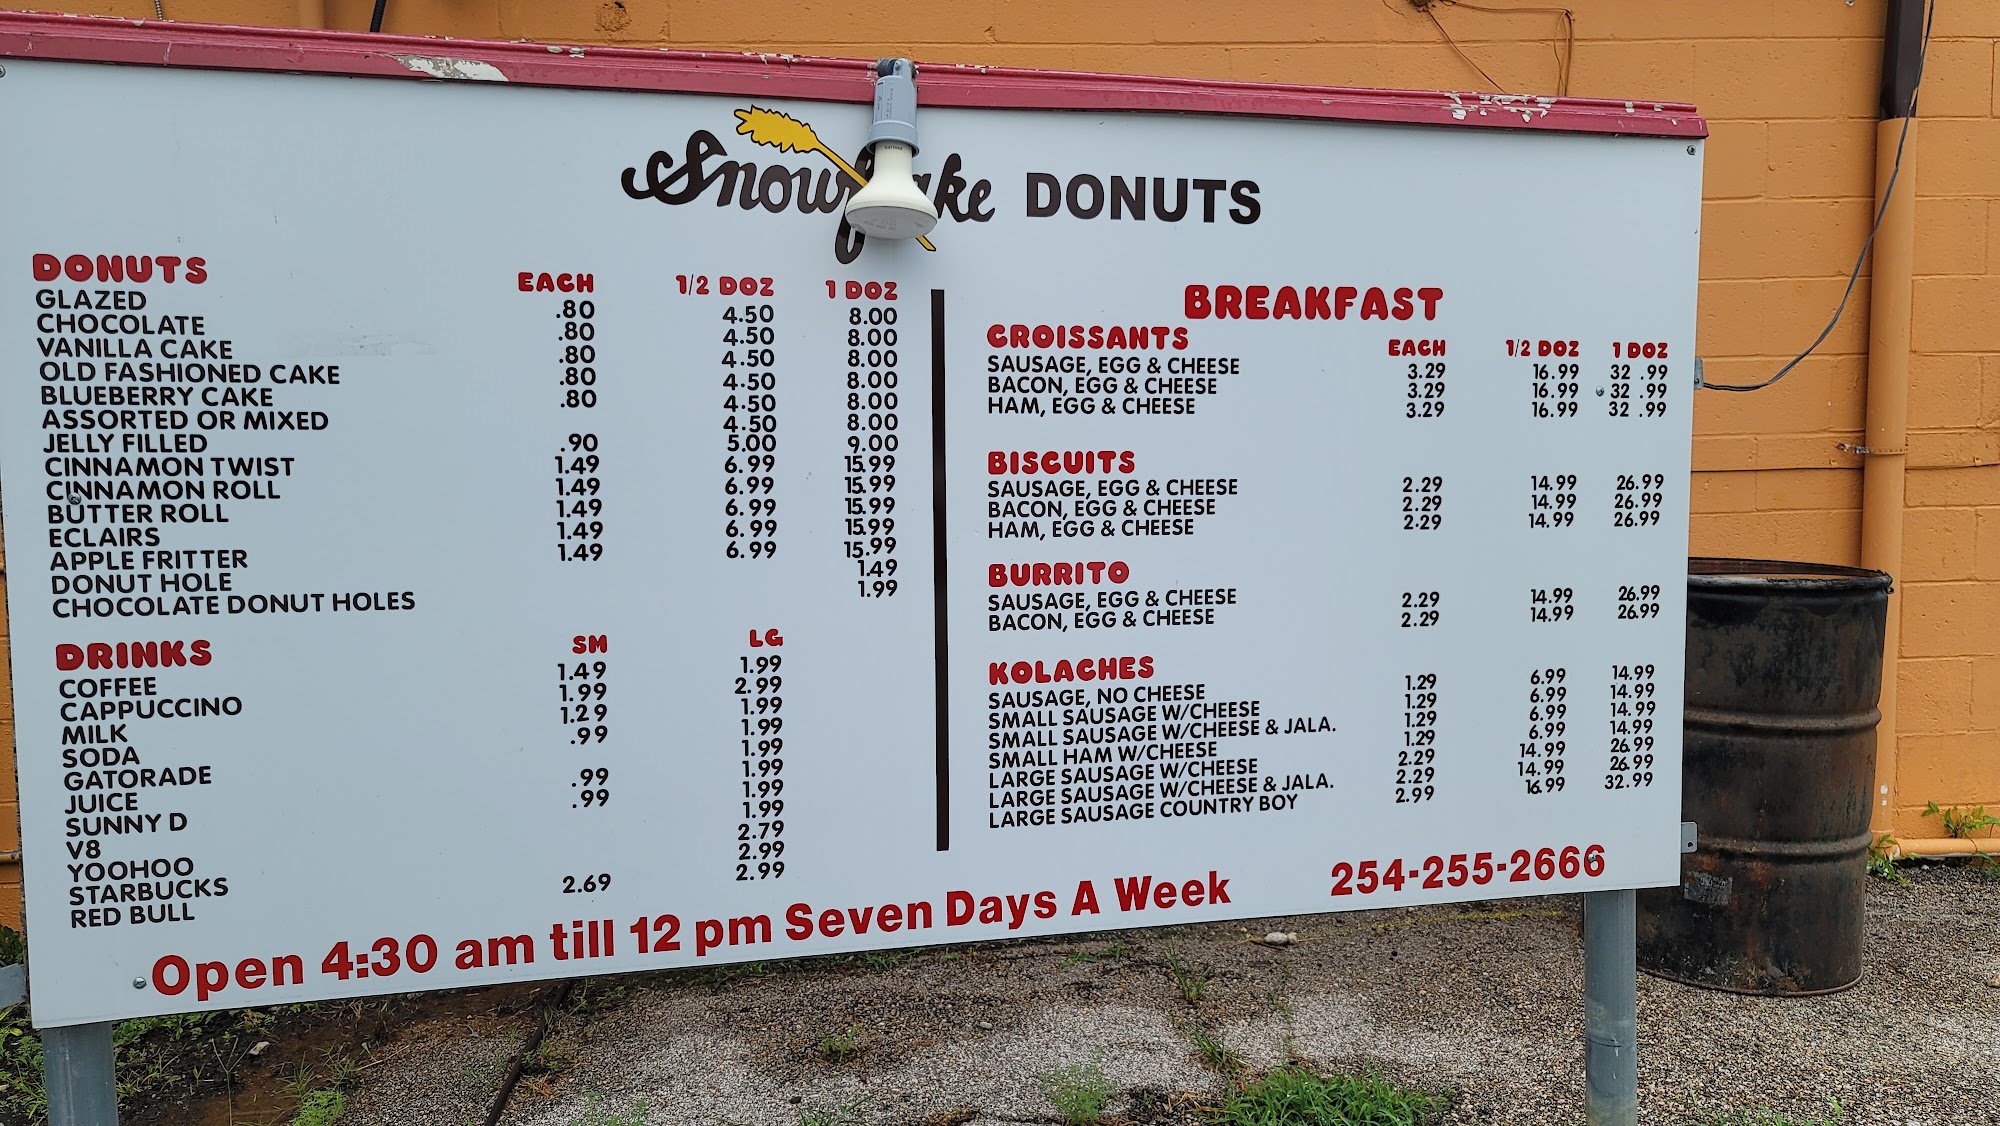 Snowflake DONUTS
DONUTS EACH 1/2 DOZ 1 DOZ
GLAZED .80 4.50 8.00
CHOCOLATE .80 4.50 8.00
VANILLA CAKE .80 4.50 8.00
OLD FASHIONED CAKE .80 4.50 8.00
BLUEBERRY CAKE .80 4.50 8.00
ASSORTED OR MIXED 4.50 8.00
JELLY FILLED .90 5.00 9.00
CINNAMON TWIST 1.49 6.99 15.99
CINNAMON ROLL 1.49 6.99 15.99
BUTTER ROLL 1.49 6.99 15.99
ECLAIRS 1.49 6.99 15.99
APPLE FRITTER 1.49 6.99 15.99
DONUT HOLE 1.49
CHOCOLATE DONUT HOLES 1.99
DRINKS SM LG
COFFEE 1.49 1.99
CAPPUCCINO 1.99 2.99
MILK 1.29 1.99
SODA .99 1.99
GATORADE 1.99
JUICE .99 1.99
SUNNY D .99 1.99
V8 1.99
YOOHOO 2.79
STARBUCKS 2.99
RED BULL 2.69 2.99
BREAKFAST
CROISSANTS EACH 1/2 DOZ 1 DOZ
SAUSAGE, EGG & CHEESE 3.29 16.99 32 .99
BACON, EGG & CHEESE 3.29 16.99 32 .99
HAM, EGG & CHEESE 3.29 16.99 32 .99
BISCUITS
SAUSAGE, EGG & CHEESE 2.29 14.99 26.99
BACON, EGG & CHEESE 2.29 14.99 26.99
HAM, EGG & CHEESE 2.29 14.99 26.99
BURRITO
SAUSAGE, EGG & CHEESE 2.29 14.99 26.99
BACON, EGG & CHEESE 2.29 14.99 26.99
KOLACHES
SAUSAGE, NO CHEESE 1.29 6.99 14.99
SMALL SAUSAGE W/CHEESE 1.29 6.99 14.99
SMALL SAUSAGE W/CHEESE & JALA. 1.29 6.99 14.99
SMALL HAM W/CHEESE 1.29 6.99 14.99
LARGE SAUSAGE W/CHEESE 2.29 14.99 26.99
LARGE SAUSAGE W/CHEESE & JALA. 2.29 14.99 26.99
LARGE SAUSAGE COUNTRY BOY 2.99 16.99 32.99
Open 4:30 am till 12 pm Seven Days A Week 254-255-2666